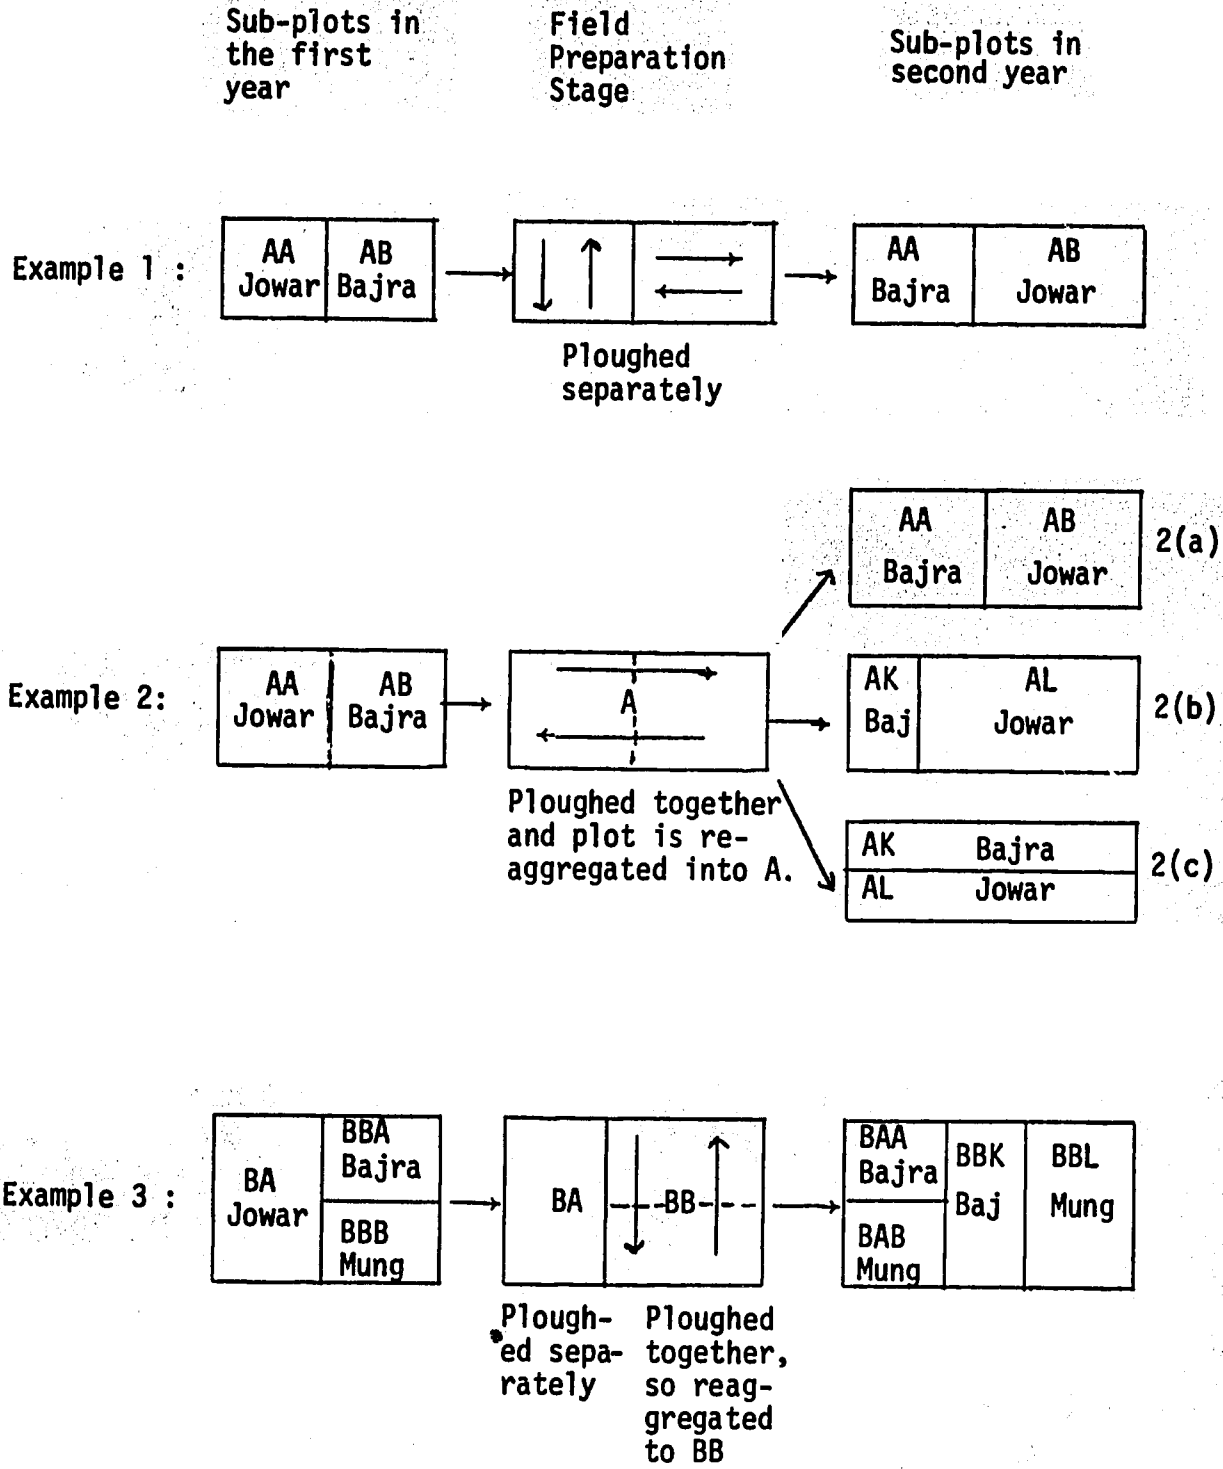 Sub-plots in
the first
year
Field
Preparation
Stage
Sub-plots in
second year
Example 1 :
AA
Jowar
AB
Bajra
Ploughed
separately
AA
Bajra
AB
Jowar
Example 2:
AA
Jowar
AB
Bajra
A
Ploughed together
and plot is re-
aggregated into A.
AA
Bajra
AB
Jowar
2(a)
AK
Baj
AL
Jowar
2(b)
AK Bajra
AL Jowar
2(c)
Example 3 :
BA
Jowar
BBA
Bajra
BBB
Mung
BA
BB
Plough-
ed sepa-
rately
Ploughed
together,
so reag-
gregated
to BB
BAA
Bajra
BAB
Mung
BBK
Baj
BBL
Mung